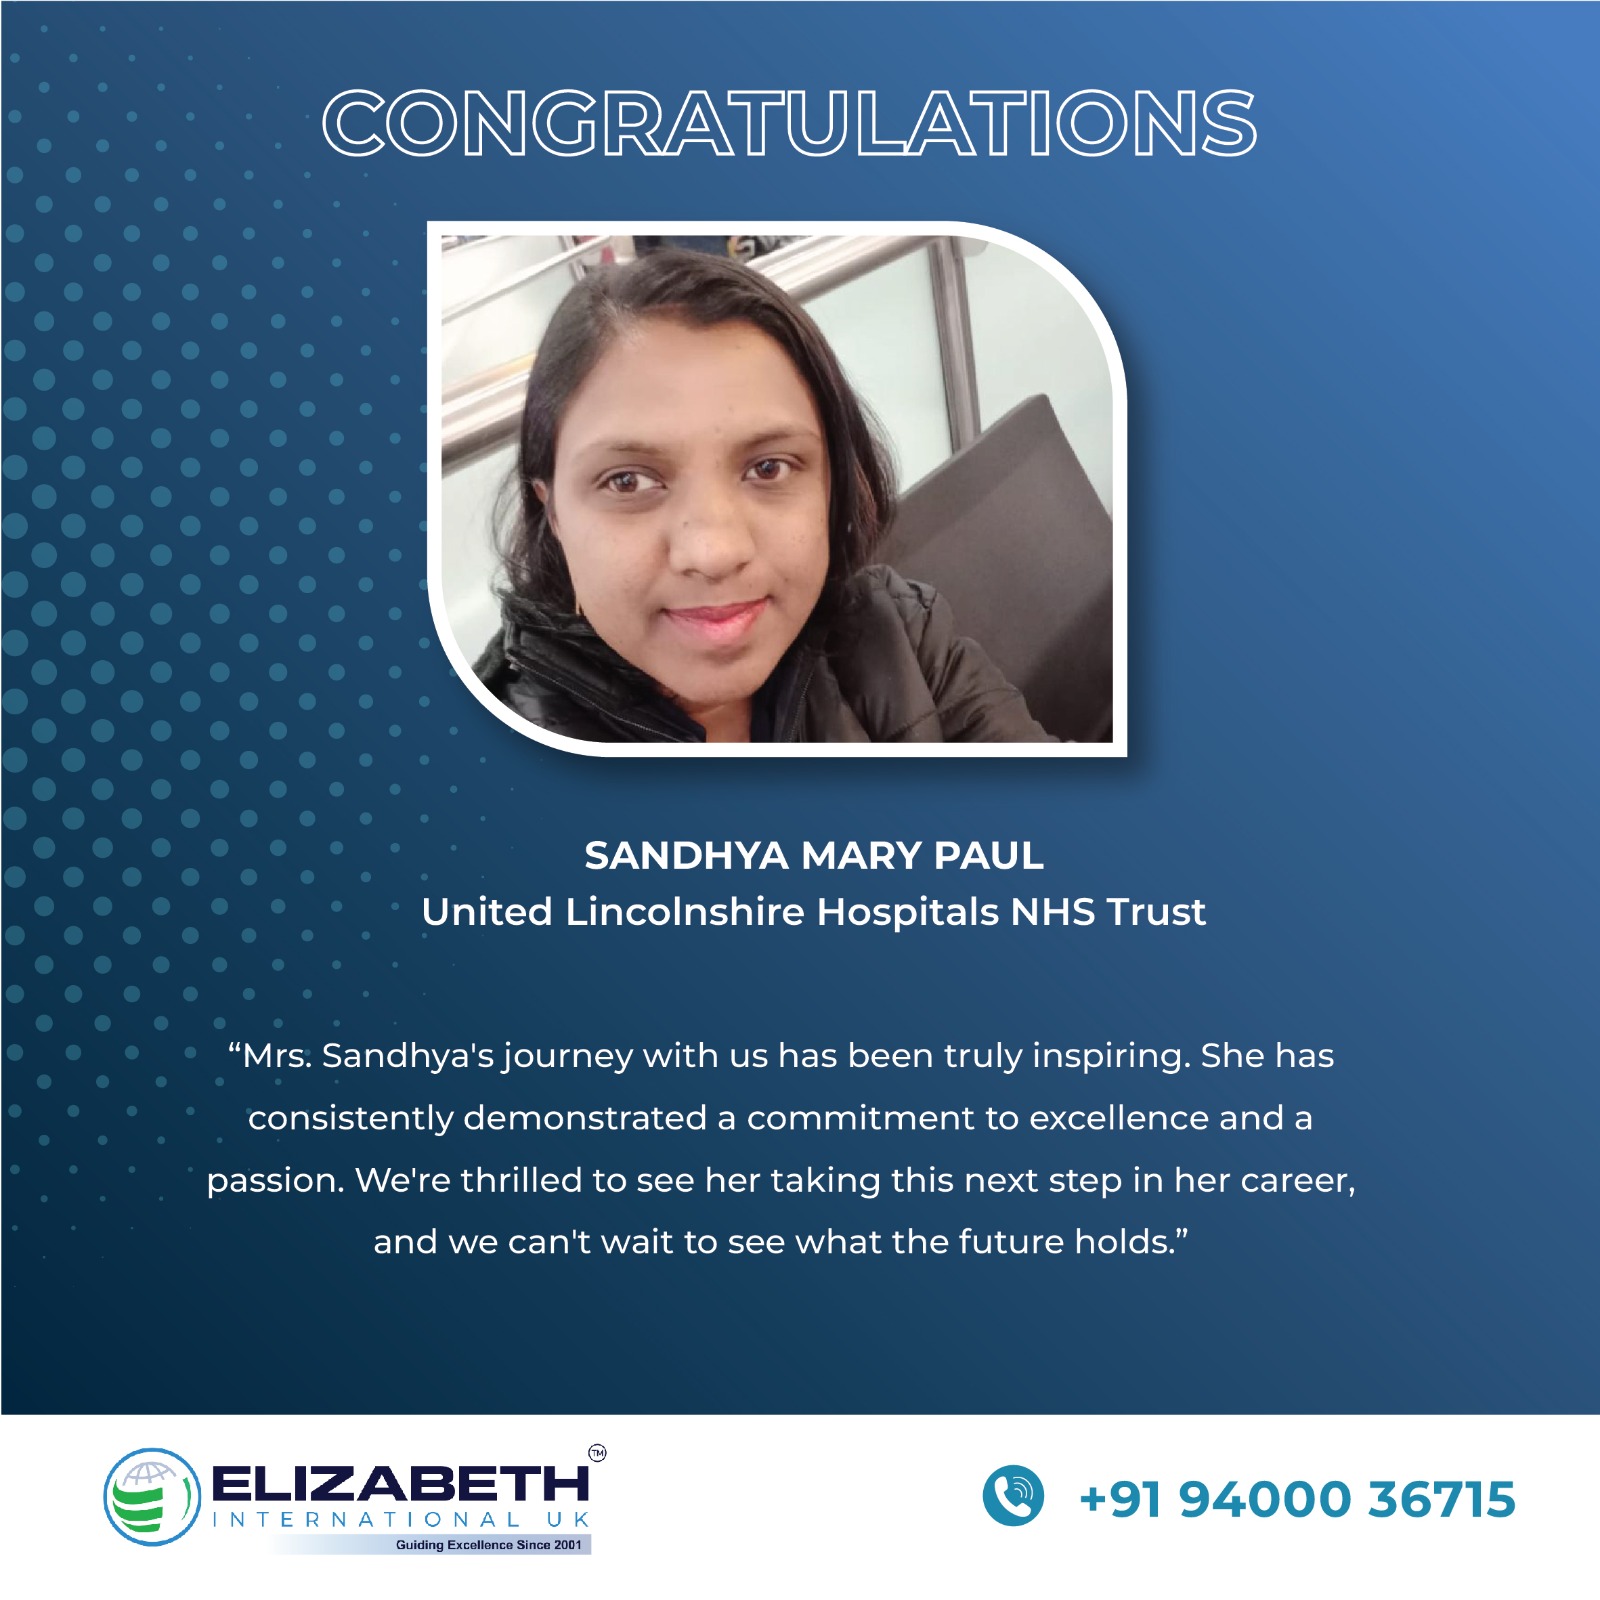 CONGRATULATIONS
SANDHYA MARY PAUL
United Lincolnshire Hospitals NHS Trust
“Mrs. Sandhya's journey with us has been truly inspiring. She has
consistently demonstrated a commitment to excellence and a
passion. We're thrilled to see her taking this next step in her career,
and we can't wait to see what the future holds.”
ELIZABETH TM
INTERNATIONAL UK
Guiding Excellence Since 2001
+91 94000 36715